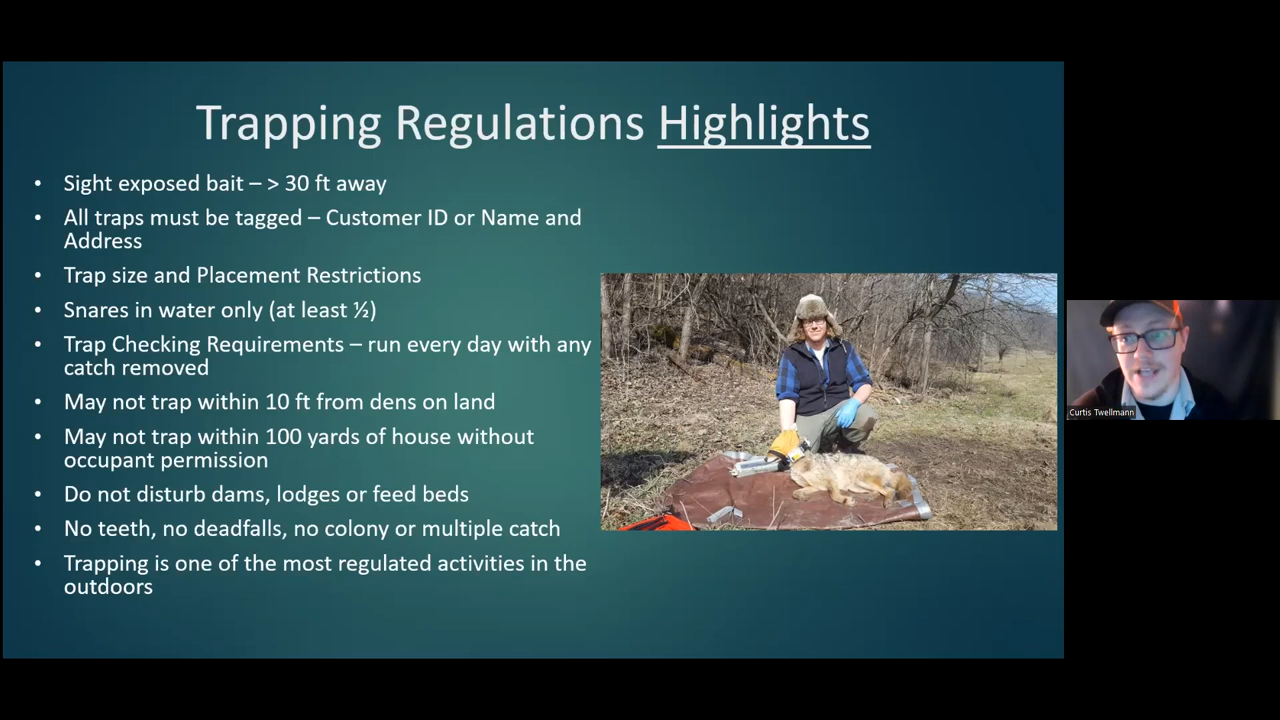 Trapping Regulations Highlights
• Sight exposed bait – > 30 ft away
• All traps must be tagged – Customer ID or Name and
Address
• Trap size and Placement Restrictions
• Snares in water only (at least ½)
• Trap Checking Requirements – run every day with any
catch removed
• May not trap within 10 ft from dens on land
• May not trap within 100 yards of house without
occupant permission
• Do not disturb dams, lodges or feed beds
• No teeth, no deadfalls, no colony or multiple catch
• Trapping is one of the most regulated activities in the
outdoors
Curtis Twellmann